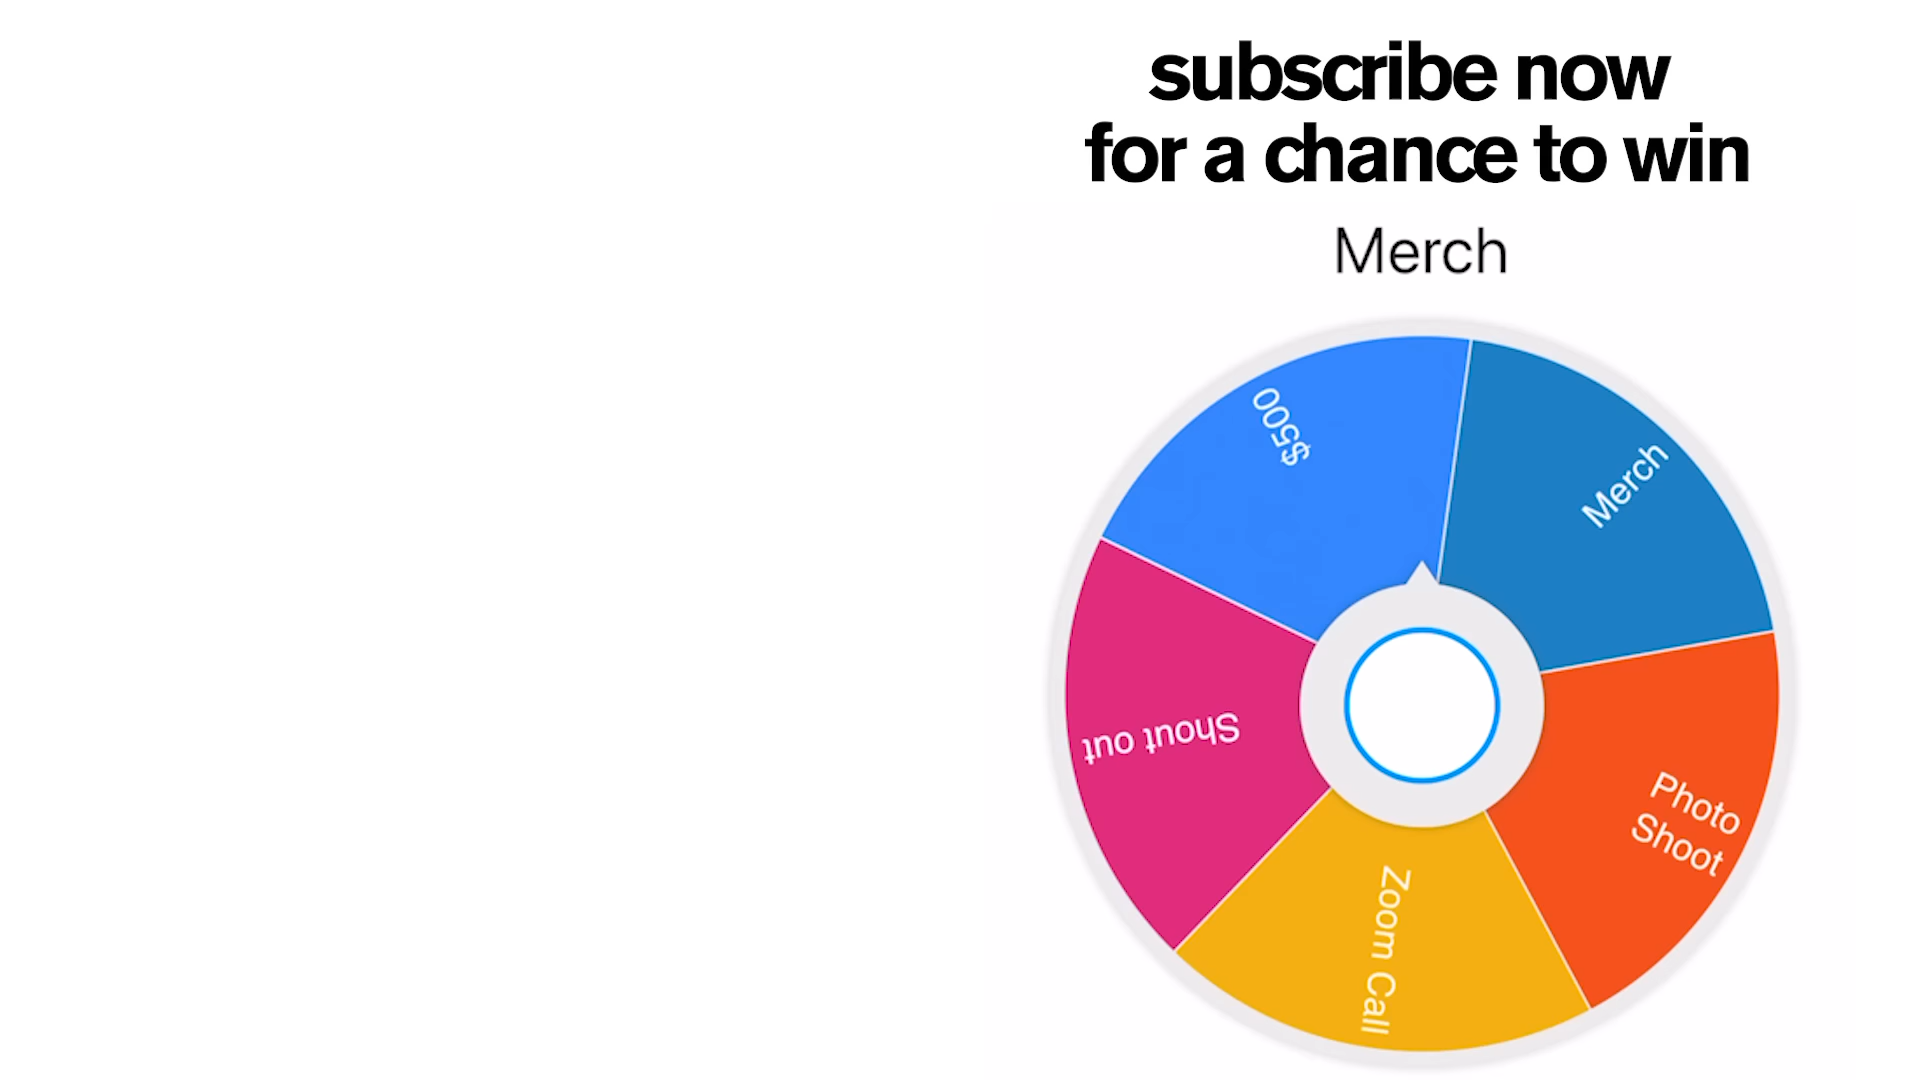 subscribe now
for a chance to win
Merch
$500
Merch
Shout out
Photo
Shoot
Zoom Call